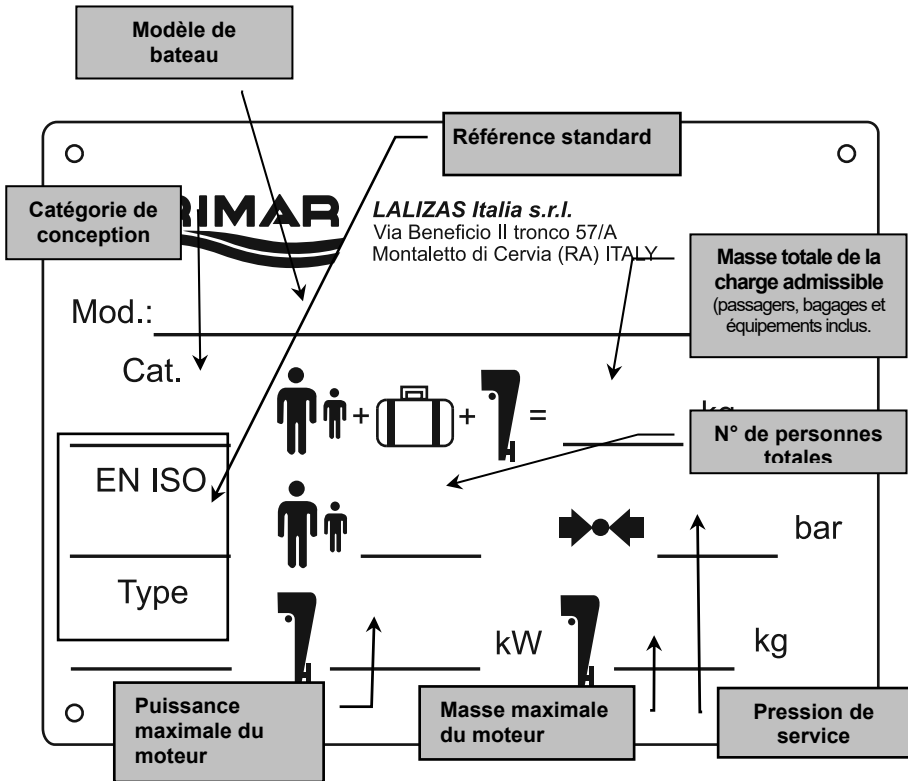 Modèle de
bateau
Référence standard
Catégorie de
conception
RIMAR
LALIZAS Italia s.r.l.
Via Beneficio II tronco 57/A
Montaletto di Cervia (RA) ITALY
Masse totale de la
charge admissible
(passagers, bagages et
équipements inclus.
Mod.:
Cat.
+ + =
kg
N° de personnes
totales
EN ISO
bar
Type
kW
kg
Puissance
maximale du
moteur
Masse maximale
du moteur
Pression de
service